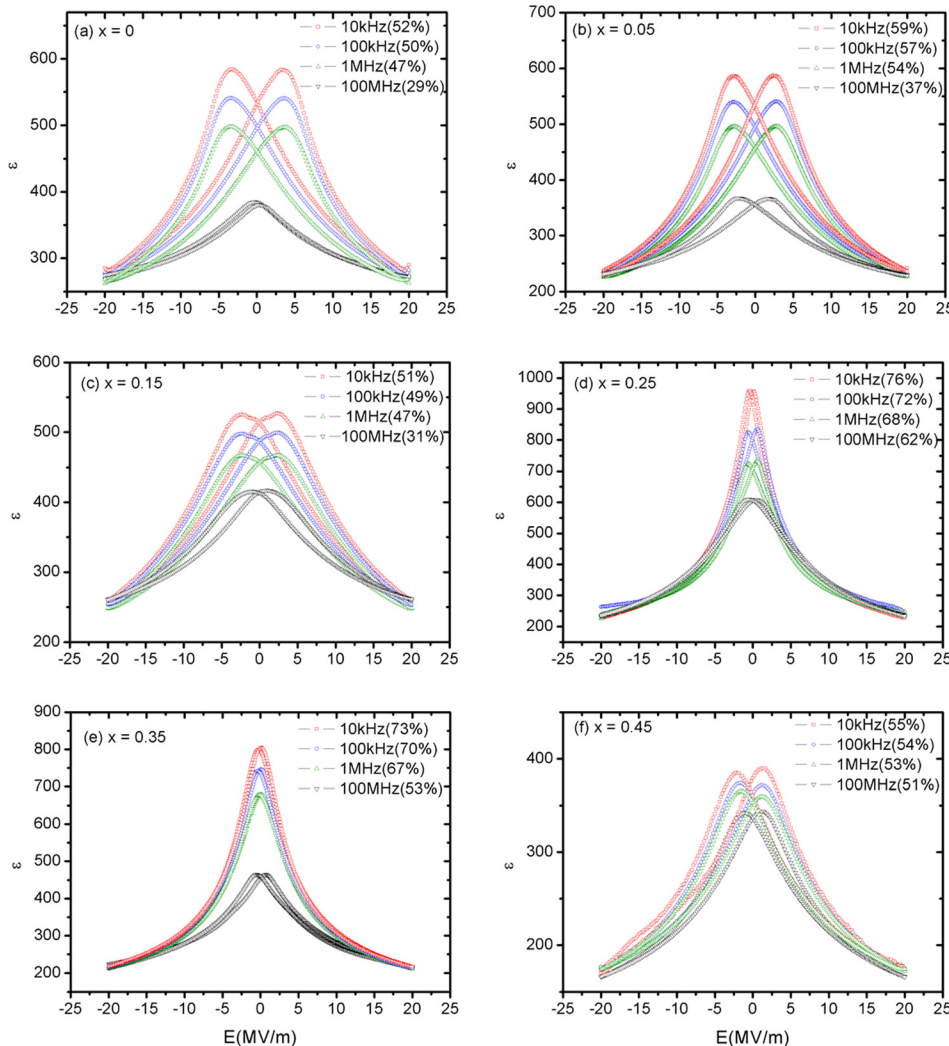 (a) x = 0
10kHz(52%)
100kHz(50%)
1MHz(47%)
100MHz(29%)
600
500
400
300
ε
-25 -20 -15 -10 -5 0 5 10 15 20 25
(b) x = 0.05
10kHz(59%)
100kHz(57%)
1MHz(54%)
100MHz(37%)
700
600
500
400
300
200
ε
-25 -20 -15 -10 -5 0 5 10 15 20 25
(c) x = 0.15
10kHz(51%)
100kHz(49%)
1MHz(47%)
100MHz(31%)
600
500
400
300
200
ε
-25 -20 -15 -10 -5 0 5 10 15 20 25
(d) x = 0.25
10kHz(76%)
100kHz(72%)
1MHz(68%)
100MHz(62%)
1000
900
800
700
600
500
400
300
200
ε
-25 -20 -15 -10 -5 0 5 10 15 20 25
(e) x = 0.35
10kHz(73%)
100kHz(70%)
1MHz(67%)
100MHz(53%)
900
800
700
600
500
400
300
200
ε
-25 -20 -15 -10 -5 0 5 10 15 20 25
E(MV/m)
(f) x = 0.45
10kHz(55%)
100kHz(54%)
1MHz(53%)
100MHz(51%)
400
300
200
ε
-25 -20 -15 -10 -5 0 5 10 15 20 25
E(MV/m)